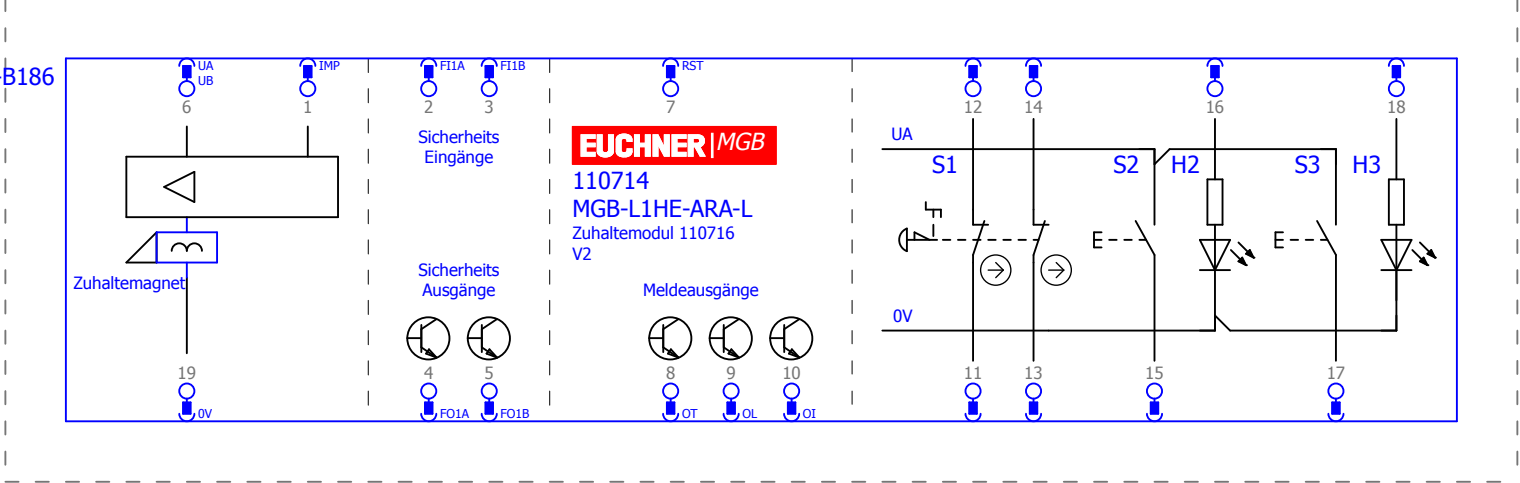 -B186
UA
UB
IMP
FI1A
FI1B
RST
6
1
2
3
7
12
14
16
18
Sicherheits
Eingänge
EUCHNER|MGB
110714
MGB-L1HE-ARA-L
Zuhaltemodul 110716
V2
UA
S1
S2
H2
S3
H3
Zuhaltemagnet
Sicherheits
Ausgänge
Meldeausgänge
0V
19
4
5
8
9
10
11
13
15
17
0V
FO1A
FO1B
OT
OL
OI